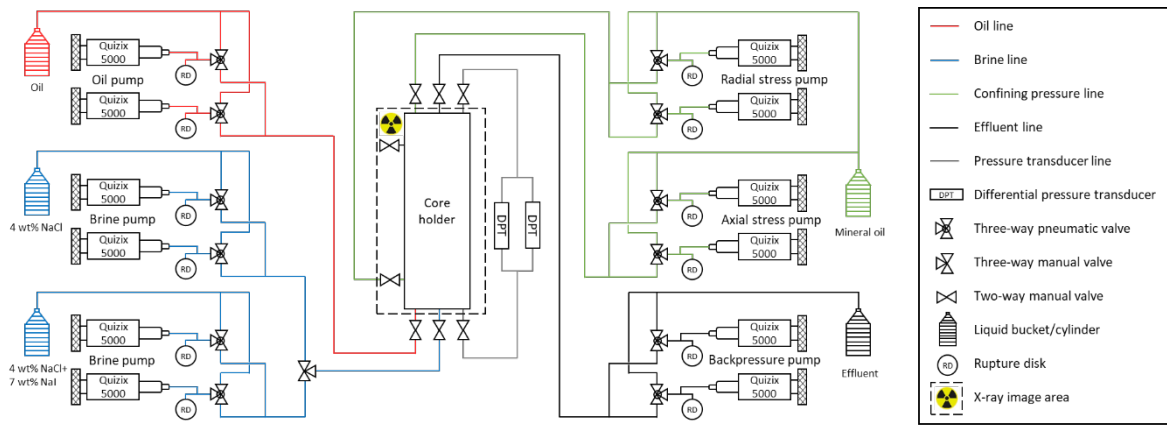 Oil
Quizix
5000
RD
Oil pump
Quizix
5000
RD
4 wt% NaCl
Quizix
5000
RD
Brine pump
Quizix
5000
RD
4 wt% NaCl+
7 wt% NaI
Quizix
5000
RD
Brine pump
Quizix
5000
RD
Core
holder
DPT
DPT
Quizix
5000
RD
Radial stress pump
Quizix
5000
RD
Quizix
5000
RD
Axial stress pump
Quizix
5000
RD
Mineral oil
Quizix
5000
RD
Backpressure pump
Quizix
5000
RD
Effluent
Oil line
Brine line
Confining pressure line
Effluent line
Pressure transducer line
DPT Differential pressure transducer
Three-way pneumatic valve
Three-way manual valve
Two-way manual valve
Liquid bucket/cylinder
RD Rupture disk
X-ray image area